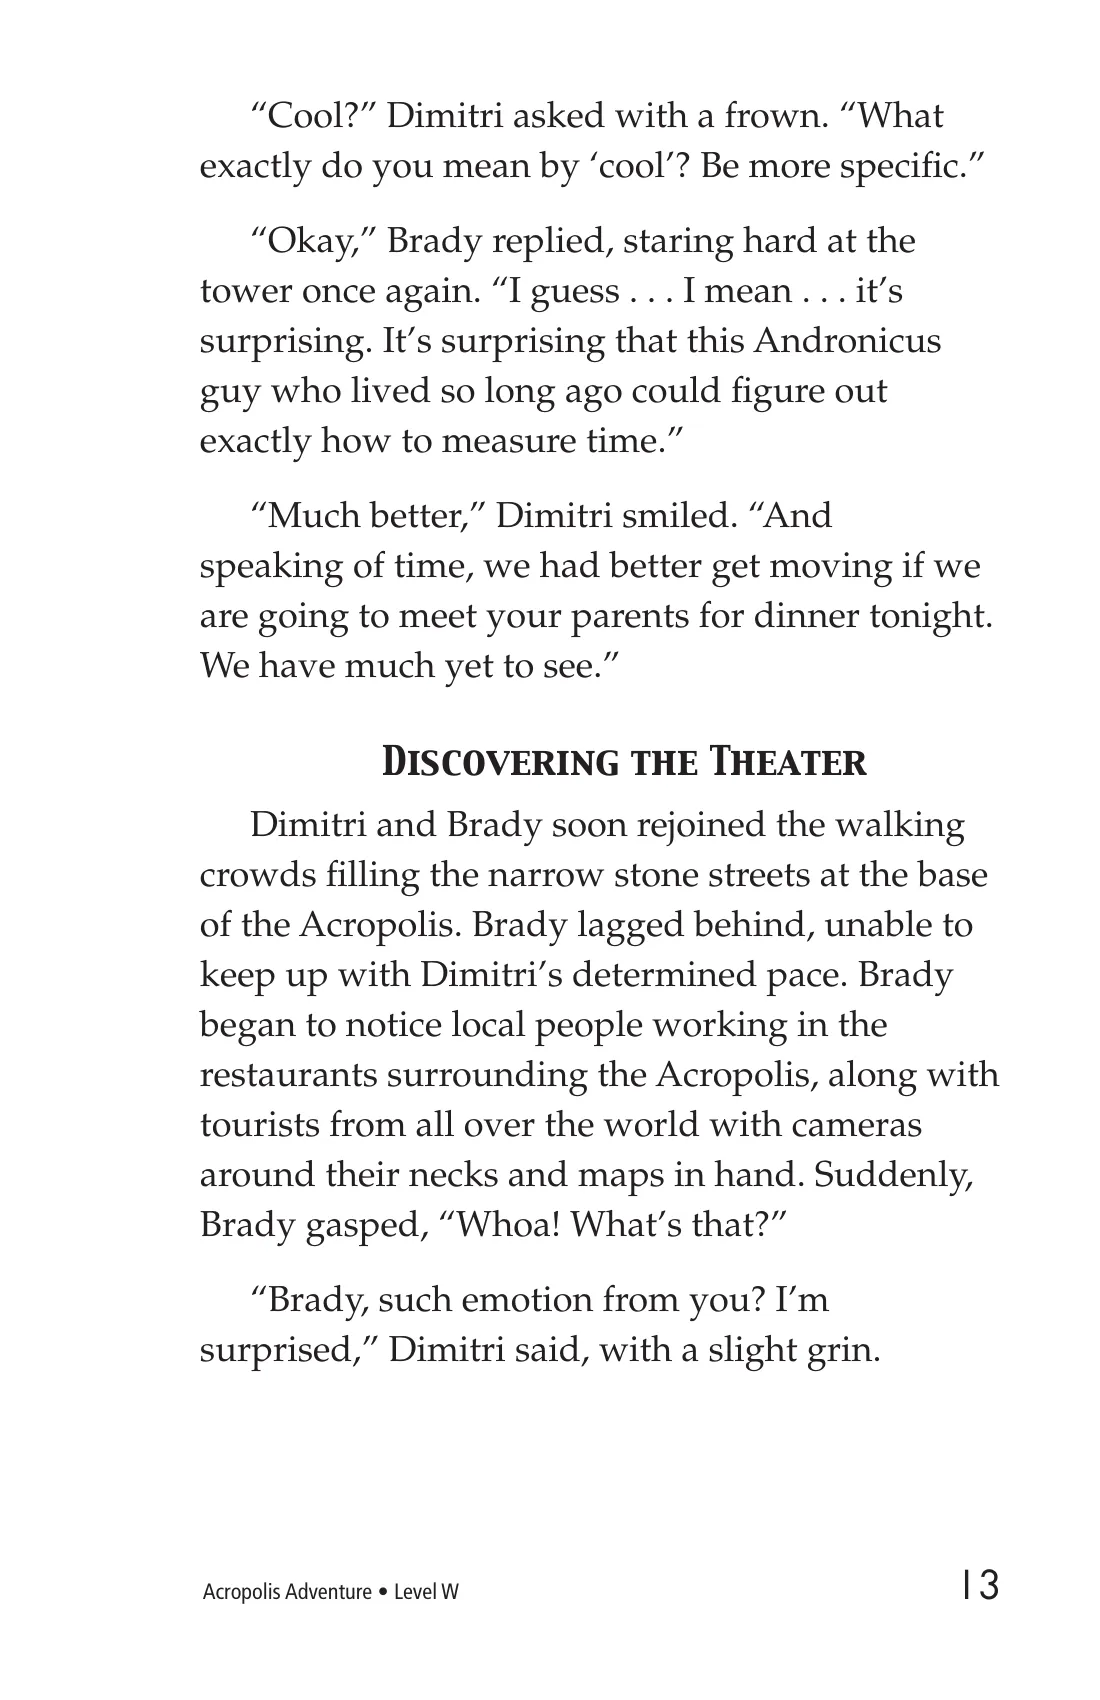 “Cool?” Dimitri asked with a frown. “What
exactly do you mean by ‘cool’? Be more specific.”
“Okay,” Brady replied, staring hard at the
tower once again. “I guess . . . I mean . . . it’s
surprising. It’s surprising that this Andronicus
guy who lived so long ago could figure out
exactly how to measure time.”
“Much better,” Dimitri smiled. “And
speaking of time, we had better get moving if we
are going to meet your parents for dinner tonight.
We have much yet to see.”
Discovering the Theater
Dimitri and Brady soon rejoined the walking
crowds filling the narrow stone streets at the base
of the Acropolis. Brady lagged behind, unable to
keep up with Dimitri’s determined pace. Brady
began to notice local people working in the
restaurants surrounding the Acropolis, along with
tourists from all over the world with cameras
around their necks and maps in hand. Suddenly,
Brady gasped, “Whoa! What’s that?”
“Brady, such emotion from you? I’m
surprised,” Dimitri said, with a slight grin.
Acropolis Adventure • Level W 13